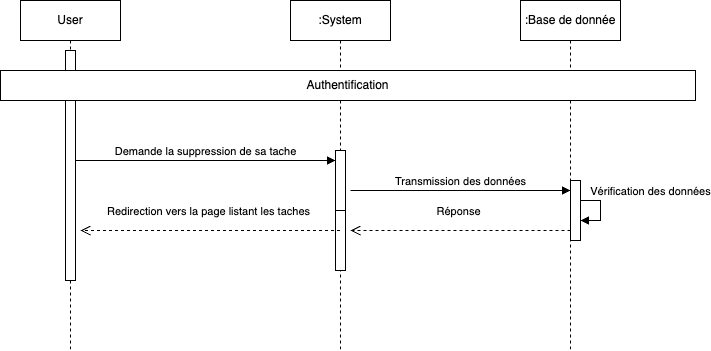 User
:System
:Base de donnée
Authentification
Demande la suppression de sa tache
Transmission des données
Vérification des données
Redirection vers la page listant les taches
Réponse